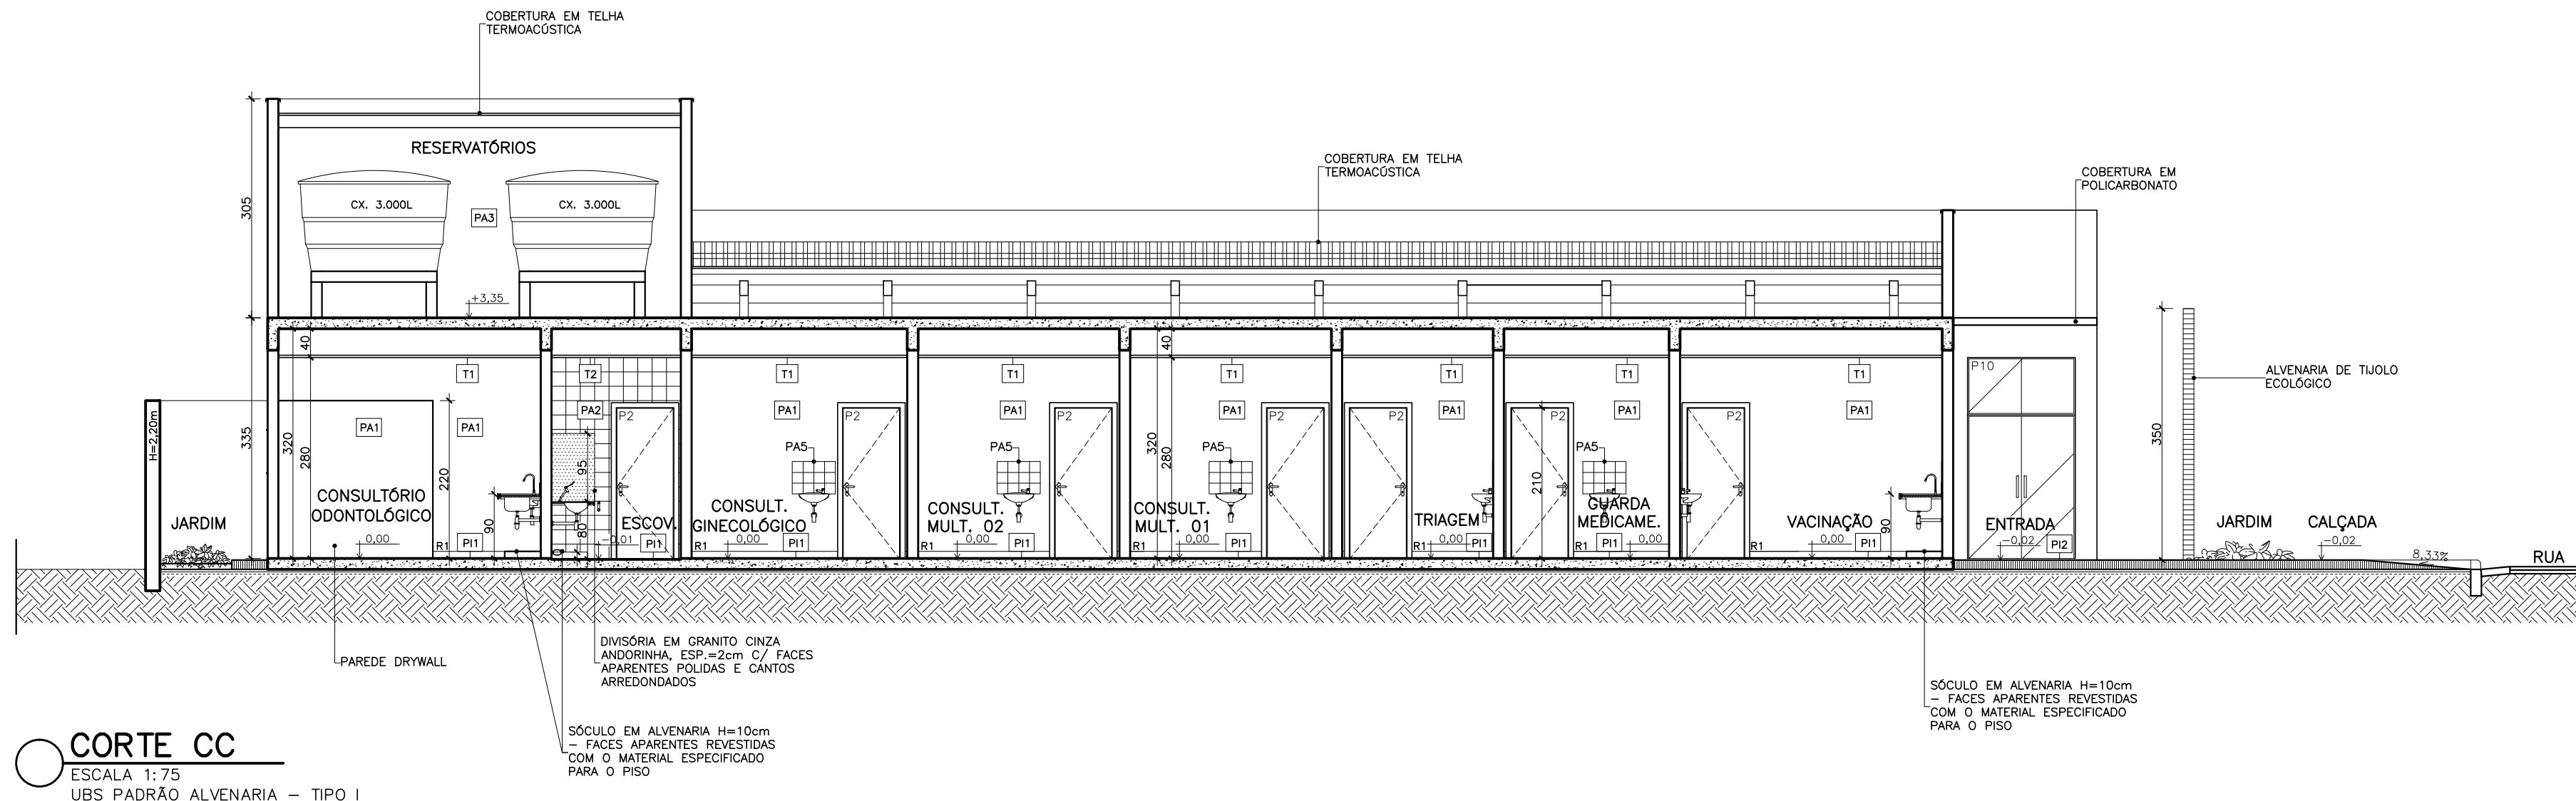 COBERTURA EM TELHA
TERMOACÚSTICA
RESERVATÓRIOS
CX. 3.000L
CX. 3.000L
PA3
305
+3,35
COBERTURA EM TELHA
TERMOACÚSTICA
COBERTURA EM
POLICARBONATO
40
40
T1
T2
T1
T1
T1
T1
T1
T1
P10
ALVENARIA DE TIJOLO
ECOLÓGICO
H=2,20m
335
320
280
220
PA1
PA1
PA2
P2
PA1
P2
PA1
P2
PA1
P2
P2
PA1
P2
PA1
P2
PA1
350
95
PA5
PA5
320
280
PA5
210
PA5
JARDIM
CONSULTÓRIO
ODONTOLÓGICO
90
80
ESCOV.
CONSULT.
GINECOLÓGICO
CONSULT.
MULT. 02
CONSULT.
MULT. 01
TRIAGEM
GUARDA
MEDICAME.
VACINAÇÃO
90
ENTRADA
JARDIM
CALÇADA
0,00
R1
PI1
-0,01
PI1
R1
0,00
PI1
R1
0,00
PI1
R1
0,00
PI1
R1
0,00
PI1
R1
PI1
0,00
R1
0,00
PI1
-0,02
PI2
-0,02
8,33%
RUA
PAREDE DRYWALL
DIVISÓRIA EM GRANITO CINZA
ANDORINHA, ESP.=2cm C/ FACES
APARENTES POLIDAS E CANTOS
ARREDONDADOS
SÓCULO EM ALVENARIA H=10cm
- FACES APARENTES REVESTIDAS
COM O MATERIAL ESPECIFICADO
PARA O PISO
SÓCULO EM ALVENARIA H=10cm
- FACES APARENTES REVESTIDAS
COM O MATERIAL ESPECIFICADO
PARA O PISO
CORTE CC
ESCALA 1:75
UBS PADRÃO ALVENARIA - TIPO I